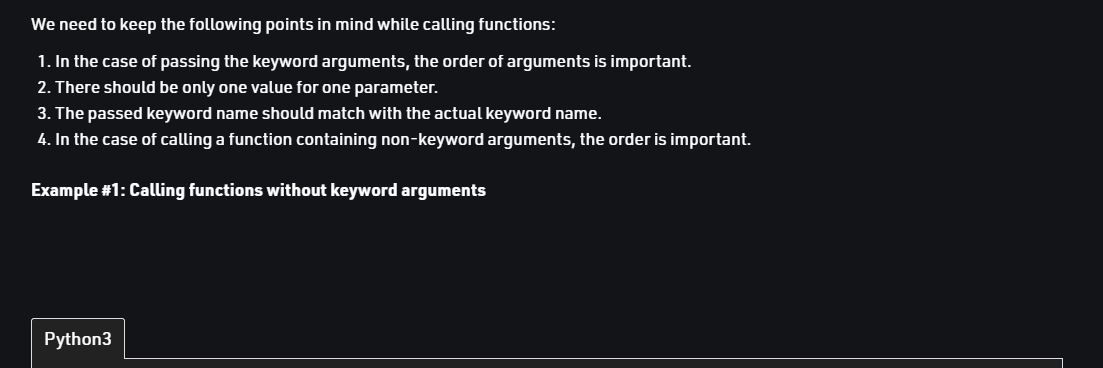 We need to keep the following points in mind while calling functions:
1. In the case of passing the keyword arguments, the order of arguments is important.
2. There should be only one value for one parameter.
3. The passed keyword name should match with the actual keyword name.
4. In the case of calling a function containing non-keyword arguments, the order is important.
Example #1: Calling functions without keyword arguments
Python3